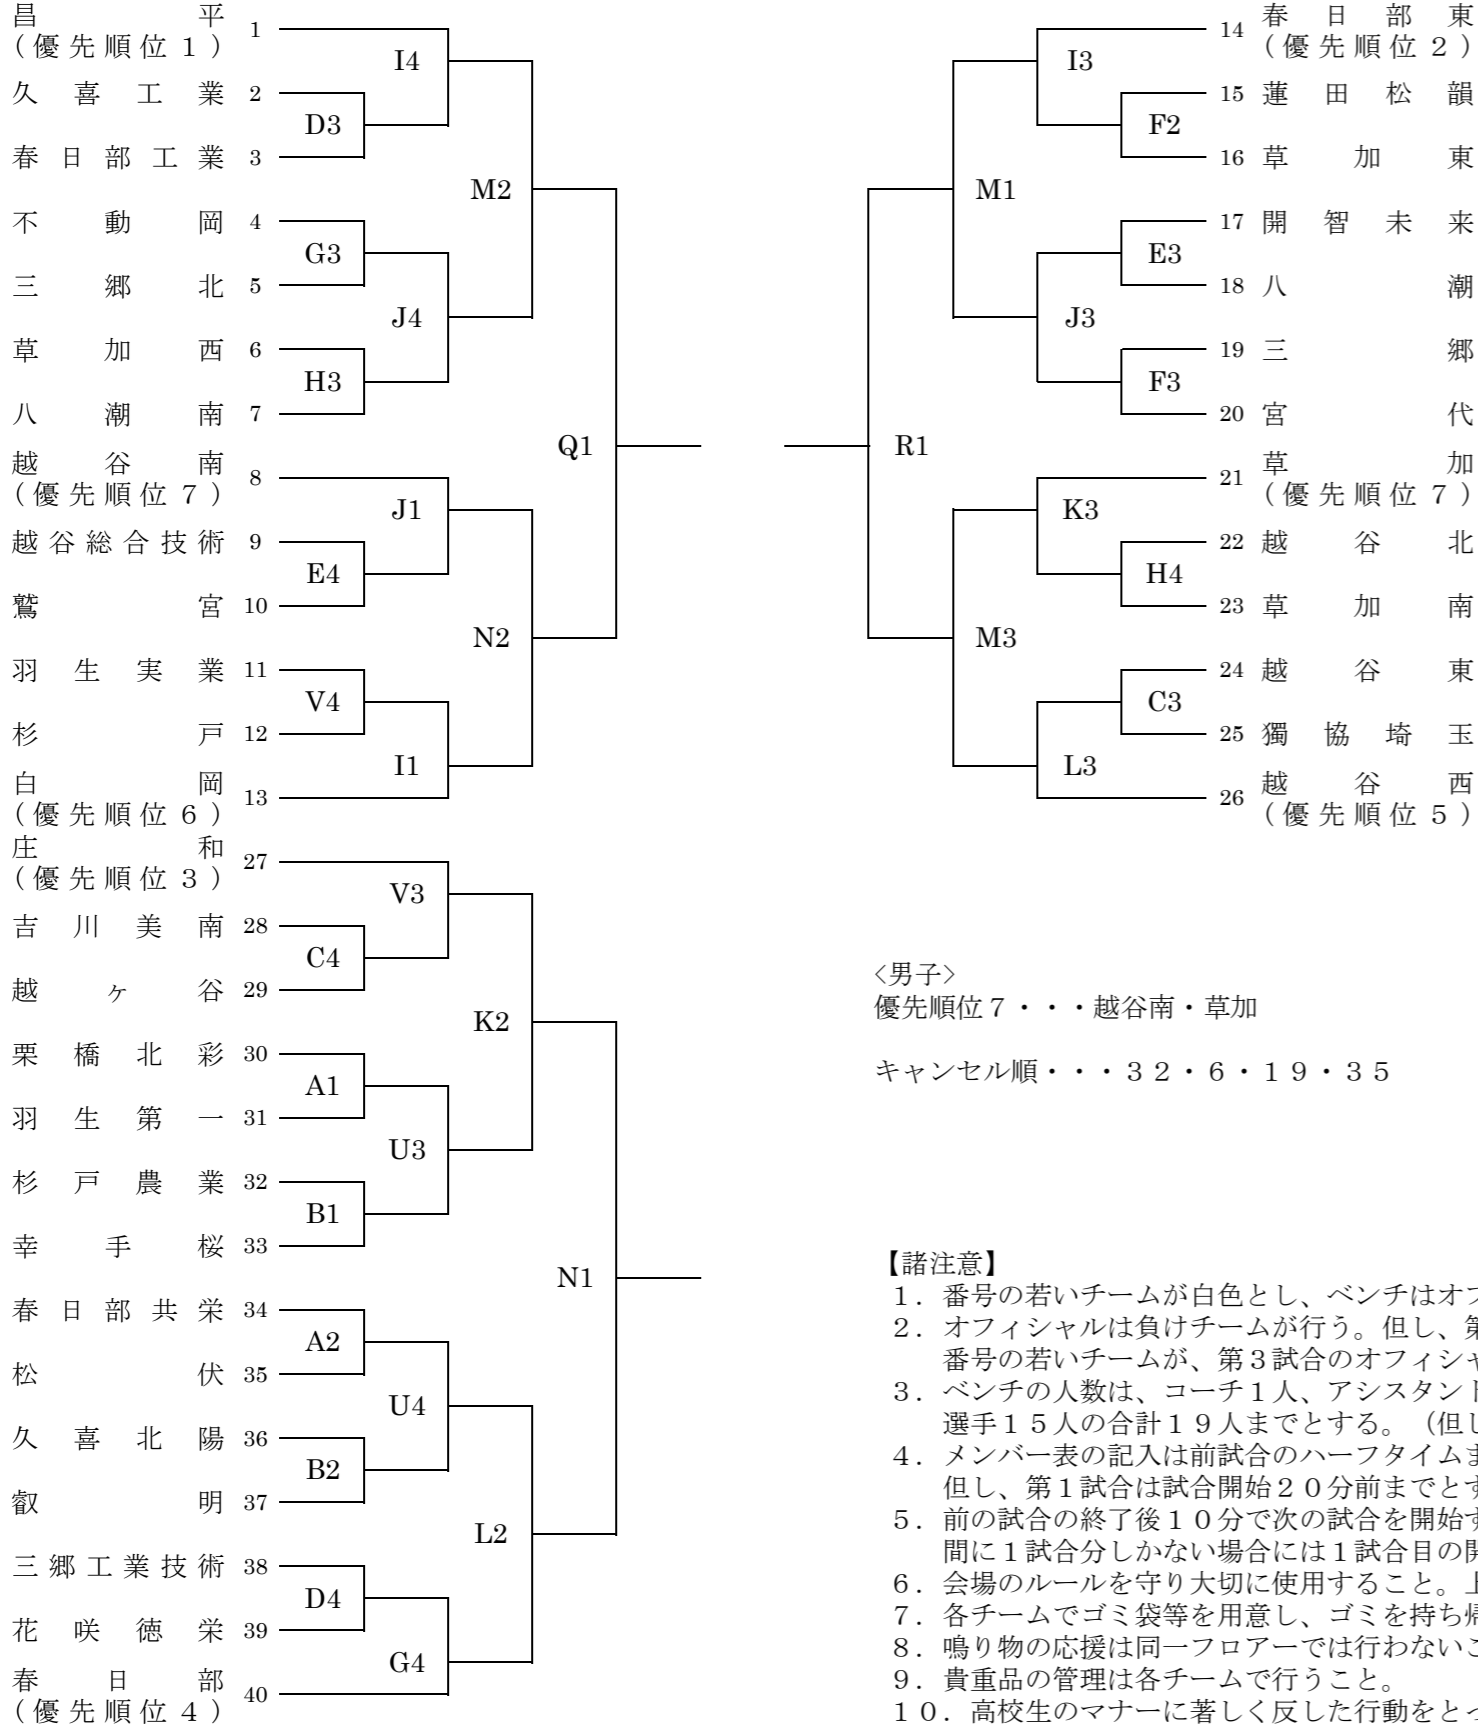 昌平 1
(優先順位1)
I4
久喜工業 2
D3
春日部工業 3
M2
不動岡 4
G3
三郷北 5
J4
草加西 6
H3
八潮南 7
Q1
越谷南 8
(優先順位7)
J1
越谷総合技術 9
E4
鷲宮 10
N2
羽生実業 11
V4
杉戸 12
I1
白岡 13
(優先順位6)
庄和 27
(優先順位3)
V3
吉川美南 28
C4
越ヶ谷 29
K2
栗橋北彩 30
A1
羽生第一 31
U3
杉戸農業 32
B1
幸手桜 33
N1
春日部共栄 34
A2
松伏 35
U4
久喜北陽 36
B2
叡明 37
L2
三郷工業技術 38
D4
花咲徳栄 39
G4
春日部 40
(優先順位4)
14 春日部東
(優先順位2)
I3
15 蓮田松韻
F2
16 草加東
M1
17 開智未来
E3
18 八潮
J3
19 三郷
F3
20 宮代
R1
21 草加
(優先順位7)
K3
22 越谷北
H4
23 草加南
M3
24 越谷東
C3
25 獨協埼玉
L3
26 越谷西
(優先順位5)
<男子>
優先順位7・・・越谷南・草加
キャンセル順・・・32・6・19・35
【諸注意】
1．番号の若いチームが白色とし、ベンチはオフ
2．オフィシャルは負けチームが行う。但し、第
番号の若いチームが、第3試合のオフィシャ
3．ベンチの人数は、コーチ1人、アシスタント
選手15人の合計19人までとする。（但し
4．メンバー表の記入は前試合のハーフタイムま
但し、第1試合は試合開始20分前までとす
5．前の試合の終了後10分で次の試合を開始す
間に1試合分しかない場合には1試合目の開
6．会場のルールを守り大切に使用すること。上
7．各チームでゴミ袋等を用意し、ゴミを持ち帰
8．鳴り物の応援は同一フロアーでは行わないこ
9．貴重品の管理は各チームで行うこと。
10．高校生のマナーに著しく反した行動をとっ